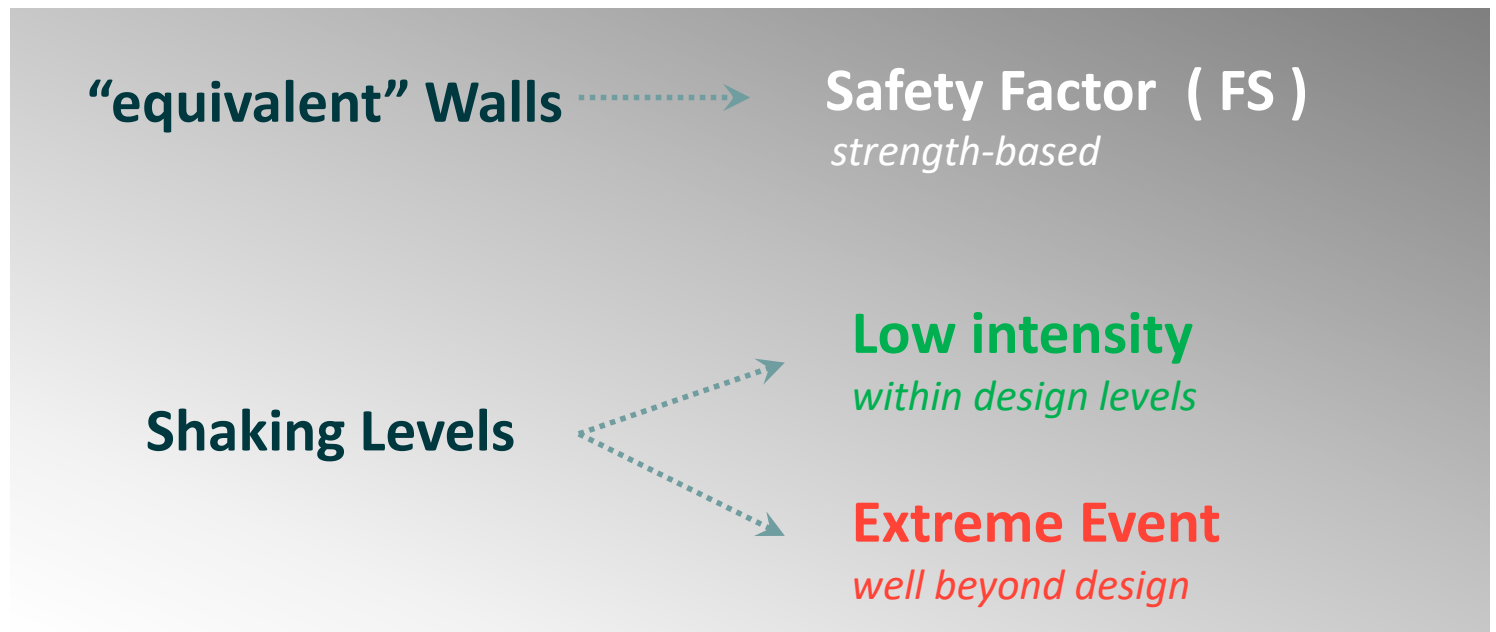 “equivalent” Walls
Safety Factor ( FS )
strength-based
Shaking Levels
Low intensity
within design levels
Extreme Event
well beyond design